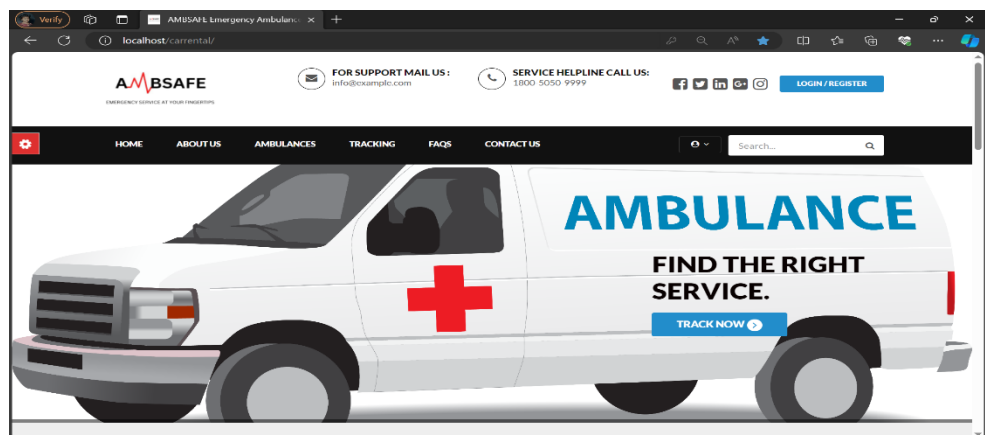 Verify
AMBSAFE Emergency Ambulanc
localhost/carrental/
AMBSAFE
EMERGENCY SERVICE AT YOUR FINGERTIPS
FOR SUPPORT MAIL US :
info@example.com
SERVICE HELPLINE CALL US:
1800 5050 9999
LOGIN / REGISTER
HOME ABOUT US AMBULANCES TRACKING FAQS CONTACT US
Search...
AMBULANCE
FIND THE RIGHT
SERVICE.
TRACK NOW